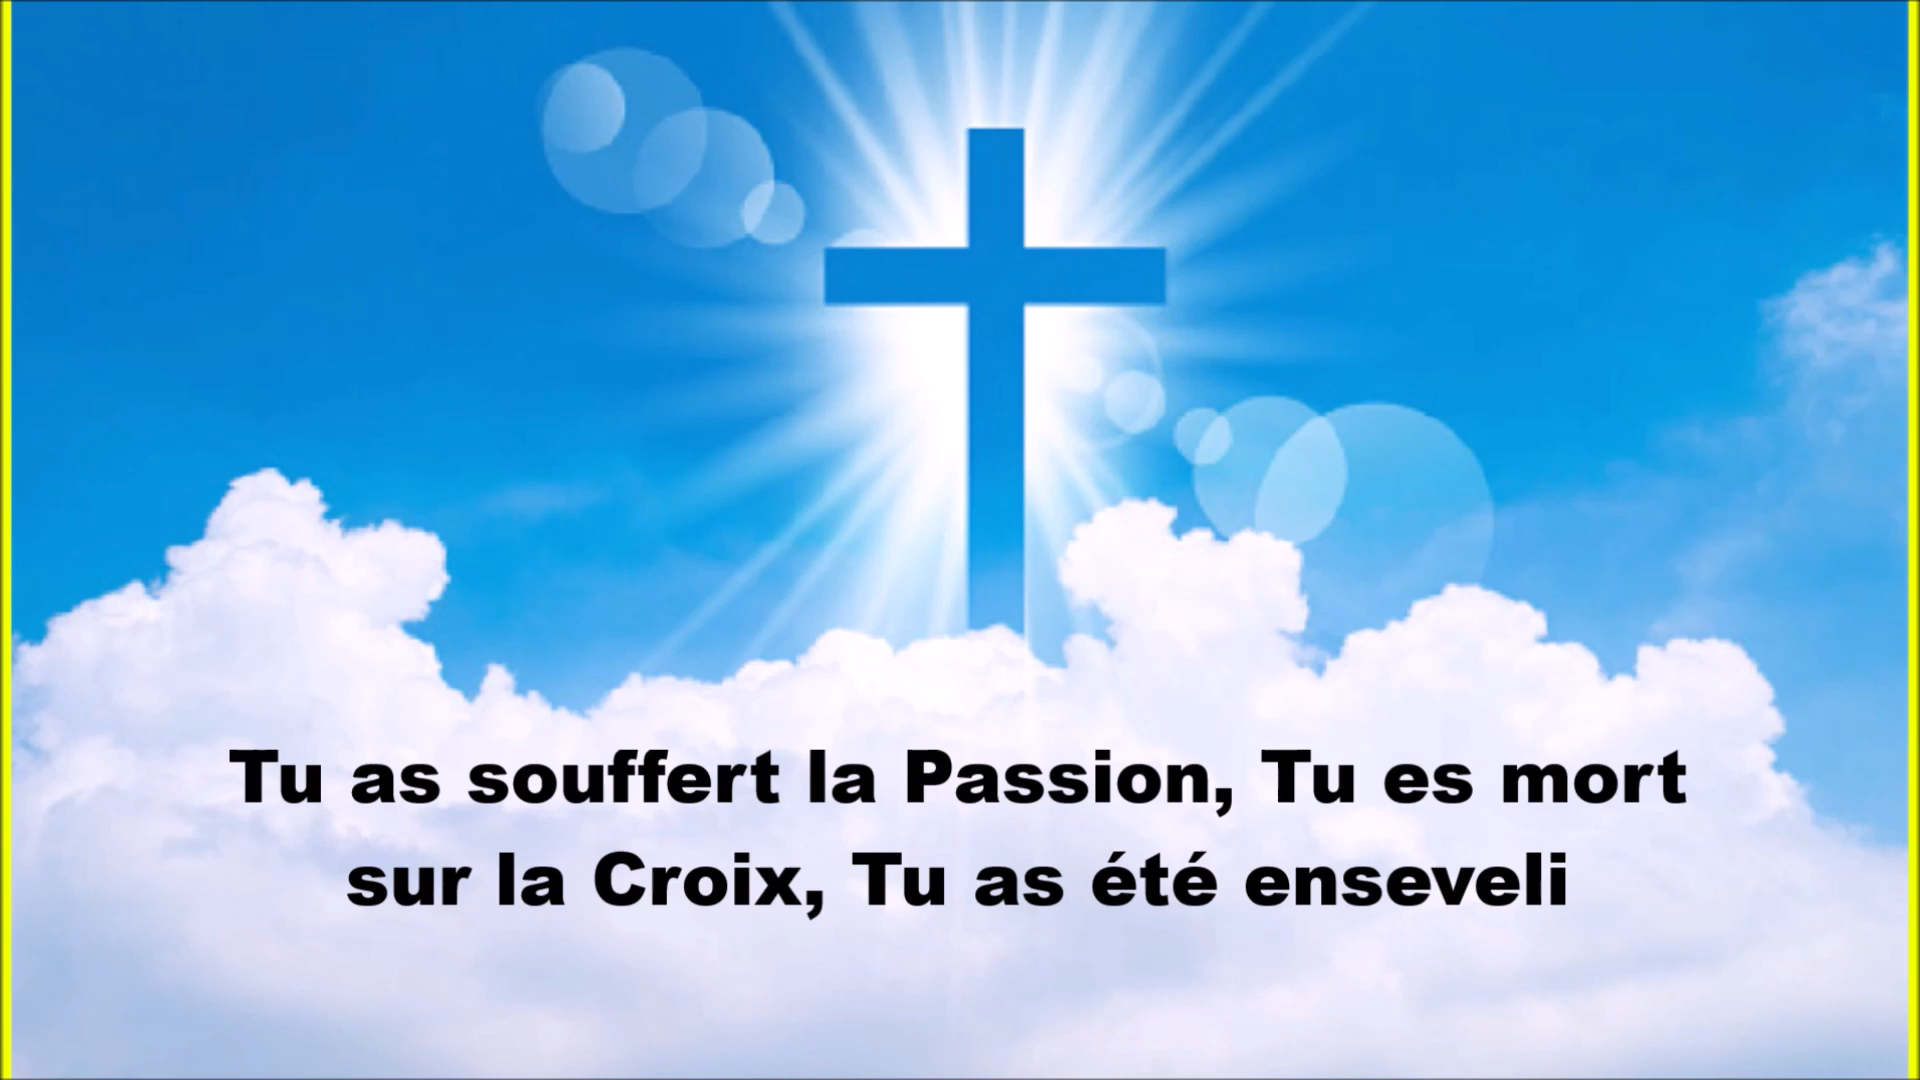 Tu as souffert la Passion, Tu es mort
sur la Croix, Tu as été enseveli